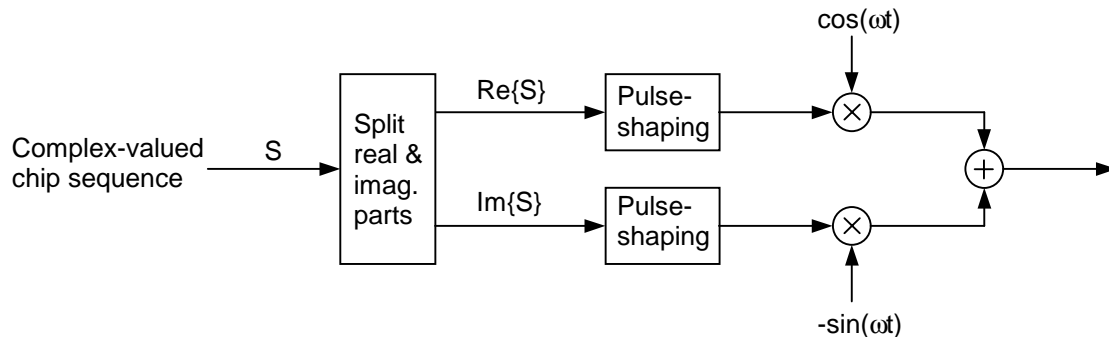 cos(ωt)
Complex-valued
chip sequence
S
Split
real &
imag.
parts
Re{S}
Pulse-
shaping
Im{S}
Pulse-
shaping
-sin(ωt)